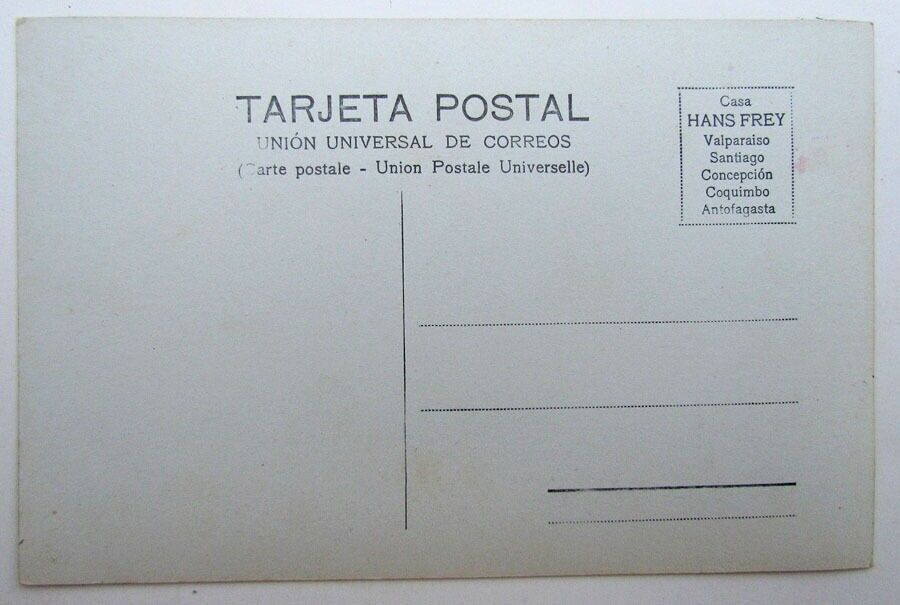 TARJETA POSTAL
UNIÓN UNIVERSAL DE CORREOS
(Carte postale - Union Postale Universelle)
Casa
HANS FREY
Valparaiso
Santiago
Concepción
Coquimbo
Antofagasta